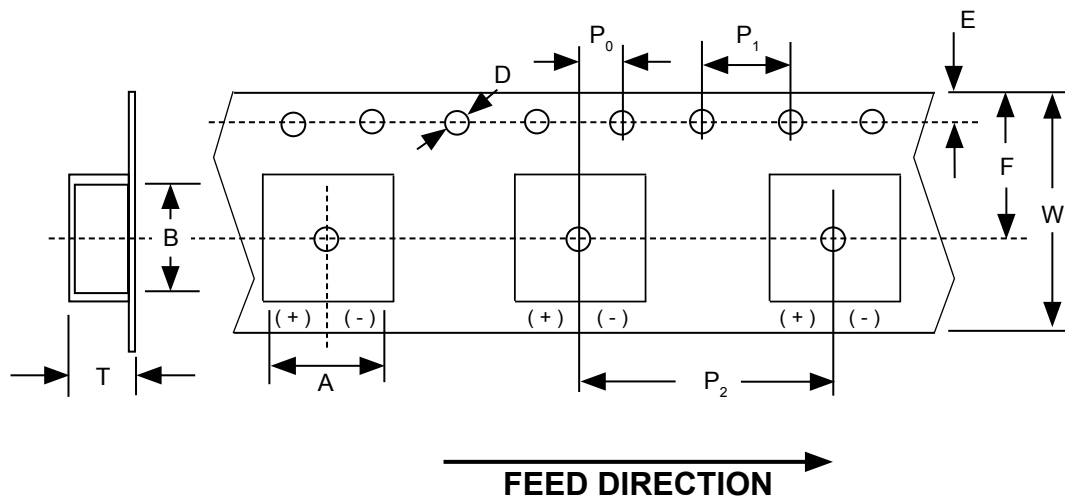 E
P₀
P₁
D
F
B
W
(+) (-) (+) (-) (+) (-)
T
A
P₂
FEED DIRECTION